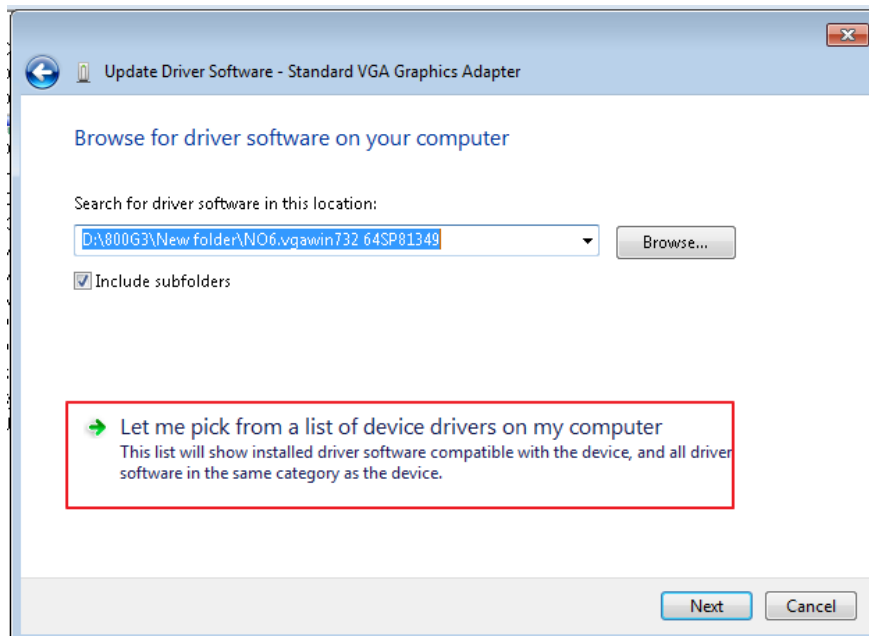 Update Driver Software - Standard VGA Graphics Adapter
Browse for driver software on your computer
Search for driver software in this location:
D:\800G3\New folder\NO6.vgawin732 64SP81349
Browse...
Include subfolders
Let me pick from a list of device drivers on my computer
This list will show installed driver software compatible with the device, and all driver
software in the same category as the device.
Next
Cancel